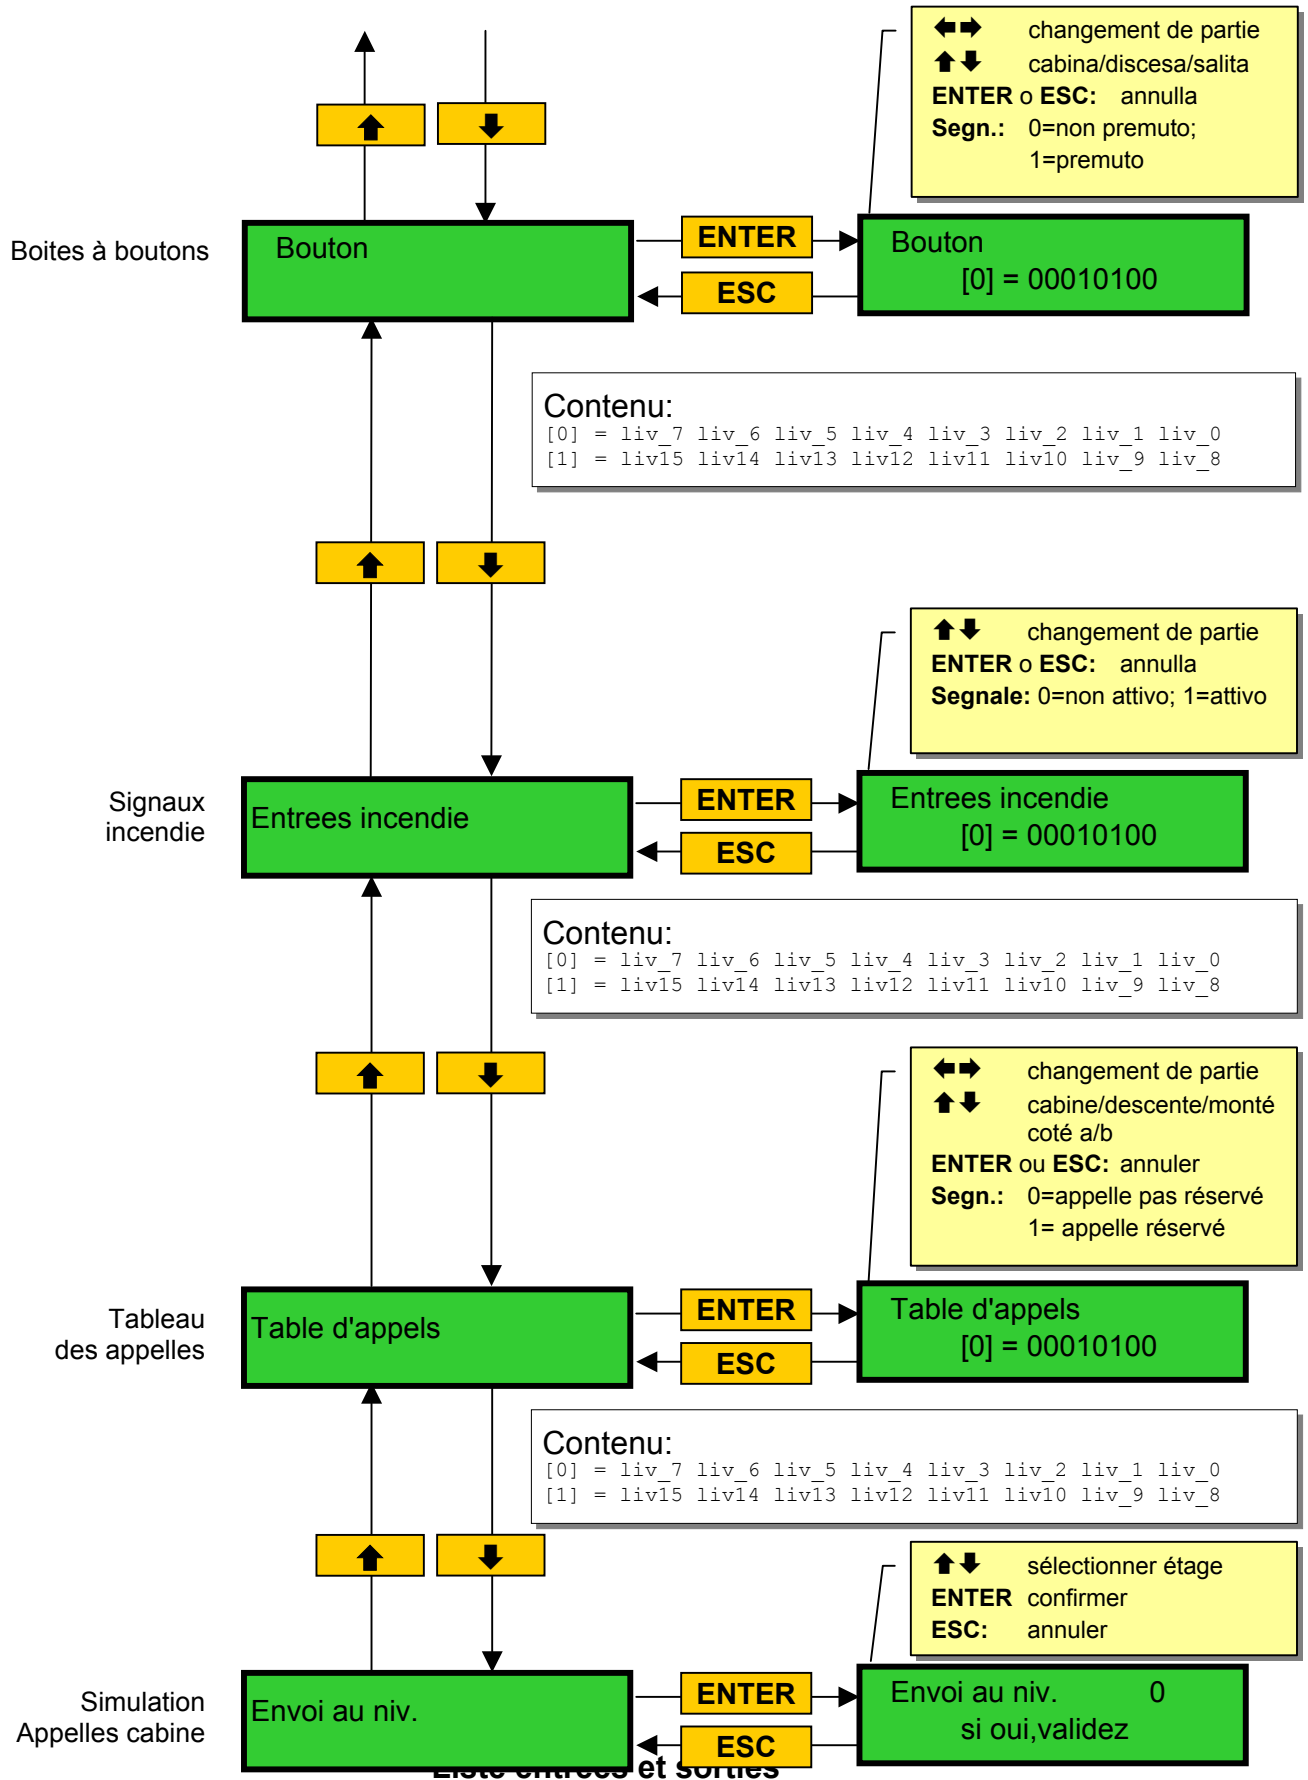 changement de partie
cabina/discesa/salita
ENTER o ESC: annulla
Segn.: 0=non premuto;
1=premuto
Boites à boutons
Bouton
ENTER
ESC
Bouton
[0] = 00010100
Contenu:
[0] = liv_7 liv_6 liv_5 liv_4 liv_3 liv_2 liv_1 liv_0
[1] = liv15 liv14 liv13 liv12 liv11 liv10 liv_9 liv_8
changement de partie
ENTER o ESC: annulla
Segnale: 0=non attivo; 1=attivo
Signaux
incendie
Entrees incendie
ENTER
ESC
Entrees incendie
[0] = 00010100
Contenu:
[0] = liv_7 liv_6 liv_5 liv_4 liv_3 liv_2 liv_1 liv_0
[1] = liv15 liv14 liv13 liv12 liv11 liv10 liv_9 liv_8
changement de partie
cabine/descente/monté
coté a/b
ENTER ou ESC: annuler
Segn.: 0=appelle pas réservé
1= appelle réservé
Tableau
des appelles
Table d'appels
ENTER
ESC
Table d'appels
[0] = 00010100
Contenu:
[0] = liv_7 liv_6 liv_5 liv_4 liv_3 liv_2 liv_1 liv_0
[1] = liv15 liv14 liv13 liv12 liv11 liv10 liv_9 liv_8
sélectionner étage
ENTER confirmer
ESC: annuler
Simulation
Appelles cabine
Envoi au niv.
ENTER
ESC
Envoi au niv. 0
si oui,validez
Liste entrées et sorties